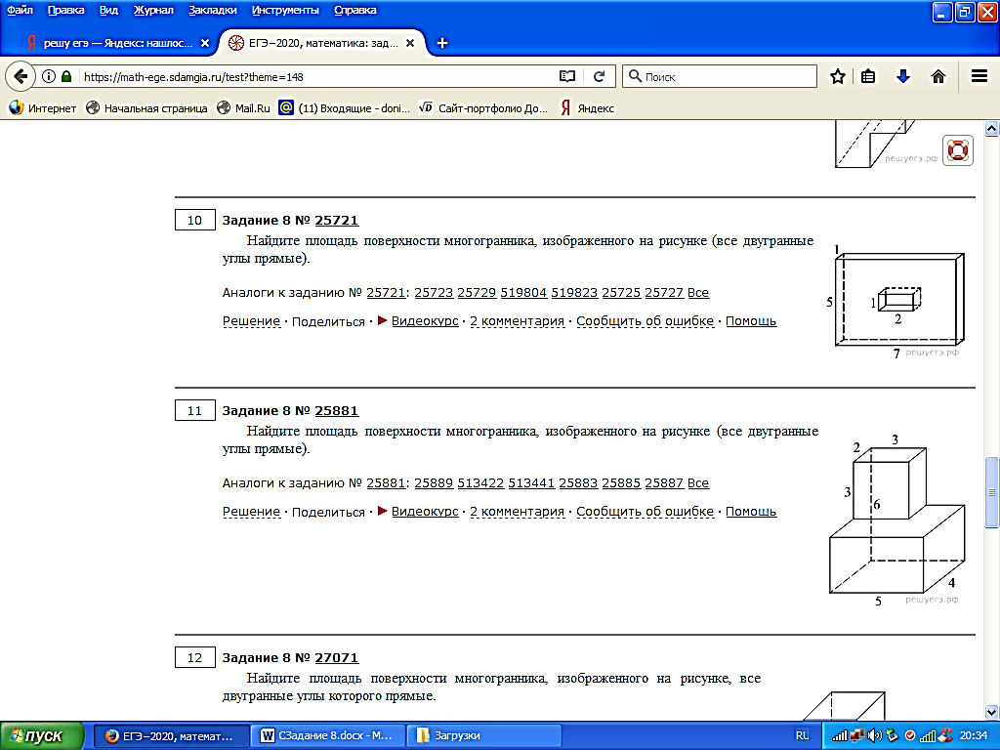 Файл Правка Вид Журнал Закладки Инструменты Справка
решу егэ — Яндекс: нашлос... ЕГЭ−2020, математика: зад...
https://math-ege.sdamgia.ru/test?theme=148 Поиск
Интернет Начальная страница Mail.Ru (11) Входящие - doni... Сайт-портфолио До... Яндекс
решуегэ.рф
10 Задание 8 № 25721
Найдите площадь поверхности многогранника, изображенного на рисунке (все двугранные
углы прямые).
Аналоги к заданию № 25721: 25723 25729 519804 519823 25725 25727 Все
Решение · Поделиться · Видеокурс · 2 комментария · Сообщить об ошибке · Помощь
1
5
1
2
7
решуегэ.рф
11 Задание 8 № 25881
Найдите площадь поверхности многогранника, изображенного на рисунке (все двугранные
углы прямые).
Аналоги к заданию № 25881: 25889 513422 513441 25883 25885 25887 Все
Решение · Поделиться · Видеокурс · 2 комментария · Сообщить об ошибке · Помощь
2 3
3
6
4
5
решуегэ.рф
12 Задание 8 № 27071
Найдите площадь поверхности многогранника, изображенного на рисунке, все
двугранные углы которого прямые.
пуск ЕГЭ−2020, математ... СЗадание 8.docx - M... Загрузки RU 20:34